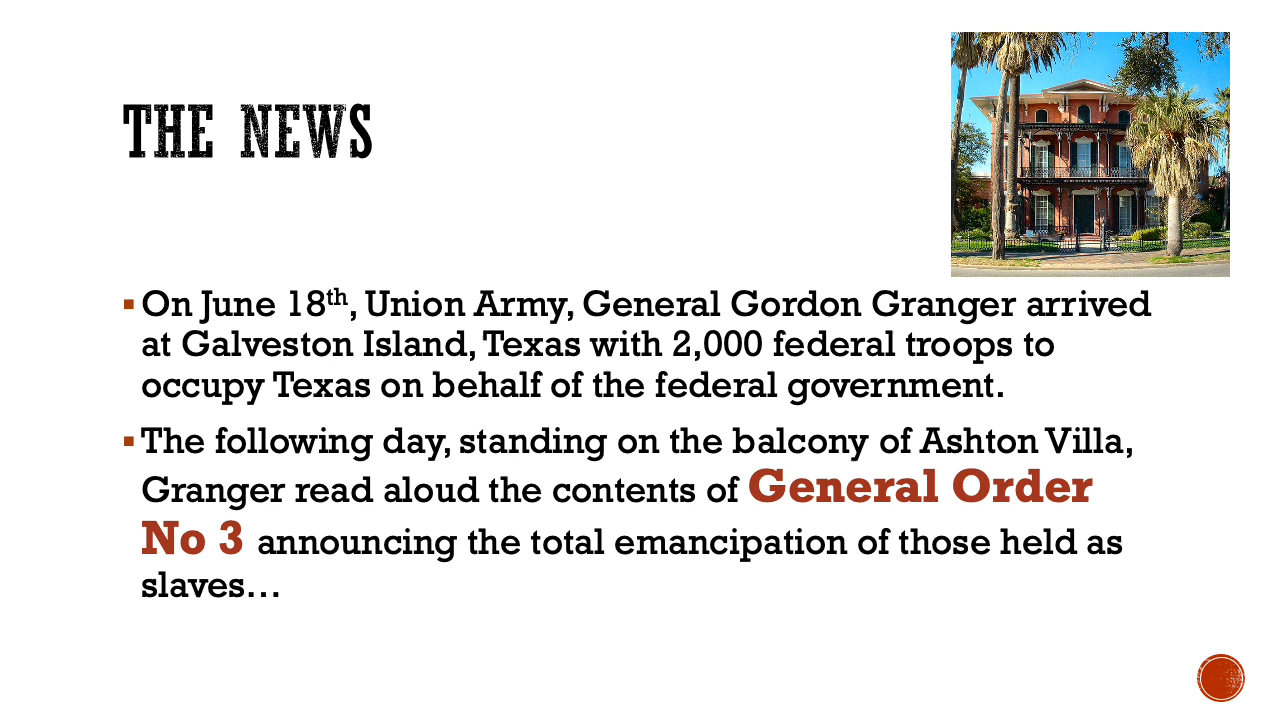 THE NEWS
▪ On June 18th, Union Army, General Gordon Granger arrived
at Galveston Island, Texas with 2,000 federal troops to
occupy Texas on behalf of the federal government.
▪ The following day, standing on the balcony of Ashton Villa,
Granger read aloud the contents of General Order
No 3 announcing the total emancipation of those held as
slaves…